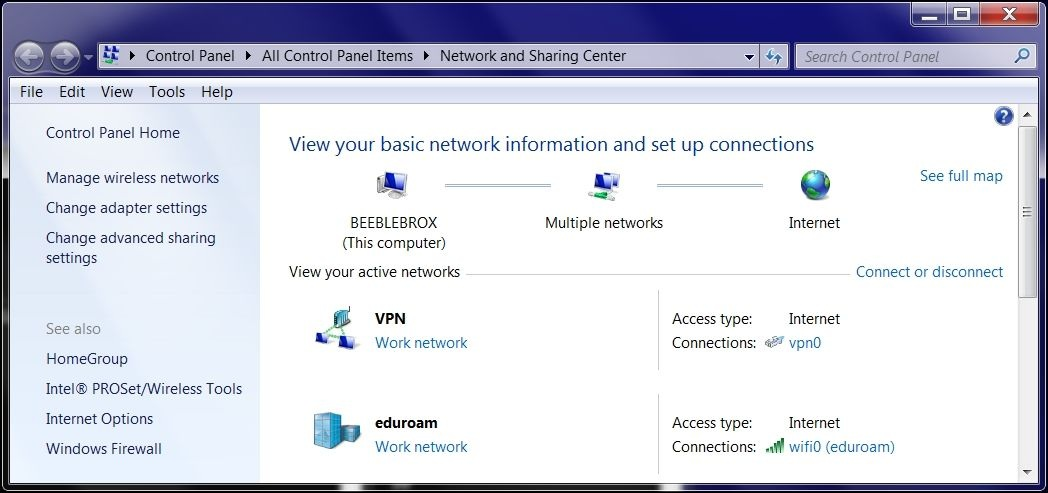 Control Panel All Control Panel Items Network and Sharing Center Search Control Panel
File Edit View Tools Help
Control Panel Home
Manage wireless networks
Change adapter settings
Change advanced sharing
settings
See also
HomeGroup
Intel® PROSet/Wireless Tools
Internet Options
Windows Firewall
View your basic network information and set up connections
See full map
BEEBLEBROX
(This computer)
Multiple networks
Internet
View your active networks Connect or disconnect
VPN
Work network
Access type: Internet
Connections: vpn0
eduroam
Work network
Access type: Internet
Connections: wifi0 (eduroam)